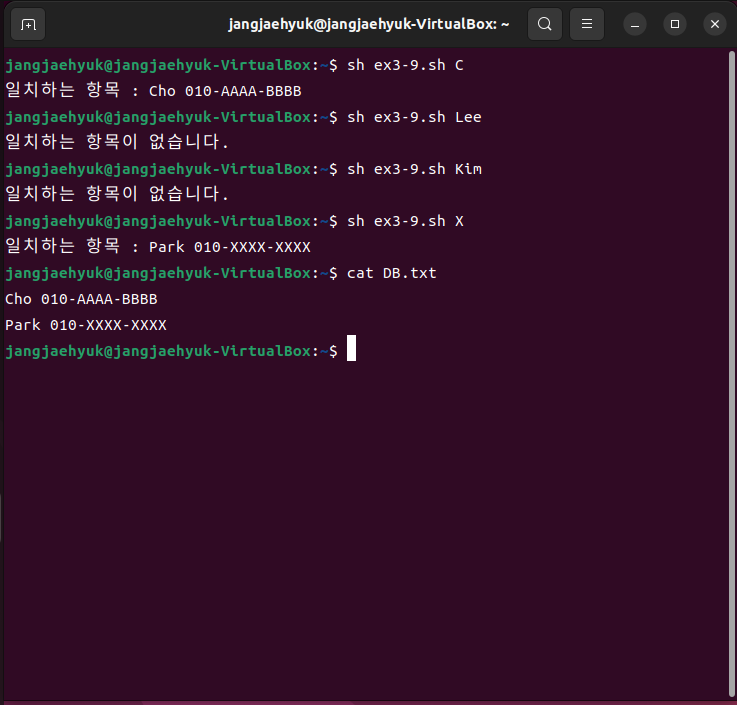 jangjaehyuk@jangjaehyuk-VirtualBox: ~
jangjaehyuk@jangjaehyuk-VirtualBox:~$ sh ex3-9.sh C
일치하는 항목 : Cho 010-AAAA-BBBB
jangjaehyuk@jangjaehyuk-VirtualBox:~$ sh ex3-9.sh Lee
일치하는 항목이 없습니다.
jangjaehyuk@jangjaehyuk-VirtualBox:~$ sh ex3-9.sh Kim
일치하는 항목이 없습니다.
jangjaehyuk@jangjaehyuk-VirtualBox:~$ sh ex3-9.sh X
일치하는 항목 : Park 010-XXXX-XXXX
jangjaehyuk@jangjaehyuk-VirtualBox:~$ cat DB.txt
Cho 010-AAAA-BBBB
Park 010-XXXX-XXXX
jangjaehyuk@jangjaehyuk-VirtualBox:~$